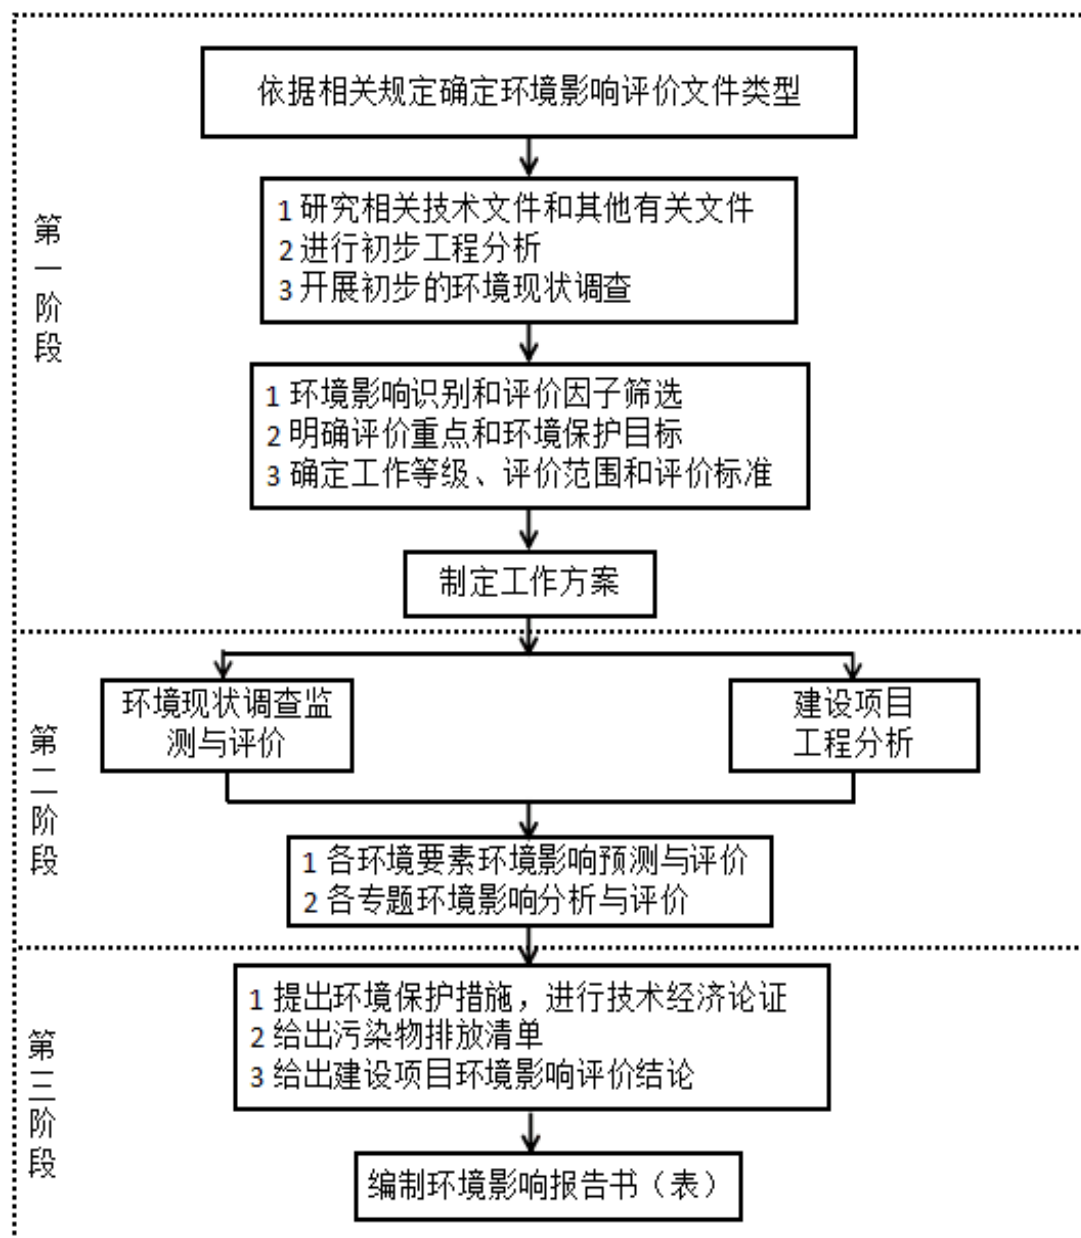 依据相关规定确定环境影响评价文件类型
第一阶段
1 研究相关技术文件和其他有关文件
2 进行初步工程分析
3 开展初步的环境现状调查
1 环境影响识别和评价因子筛选
2 明确评价重点和环境保护目标
3 确定工作等级、评价范围和评价标准
制定工作方案
第二阶段
环境现状调查监
测与评价
建设项目
工程分析
1 各环境要素环境影响预测与评价
2 各专题环境影响分析与评价
第三阶段
1 提出环境保护措施，进行技术经济论证
2 给出污染物排放清单
3 给出建设项目环境影响评价结论
编制环境影响报告书（表）